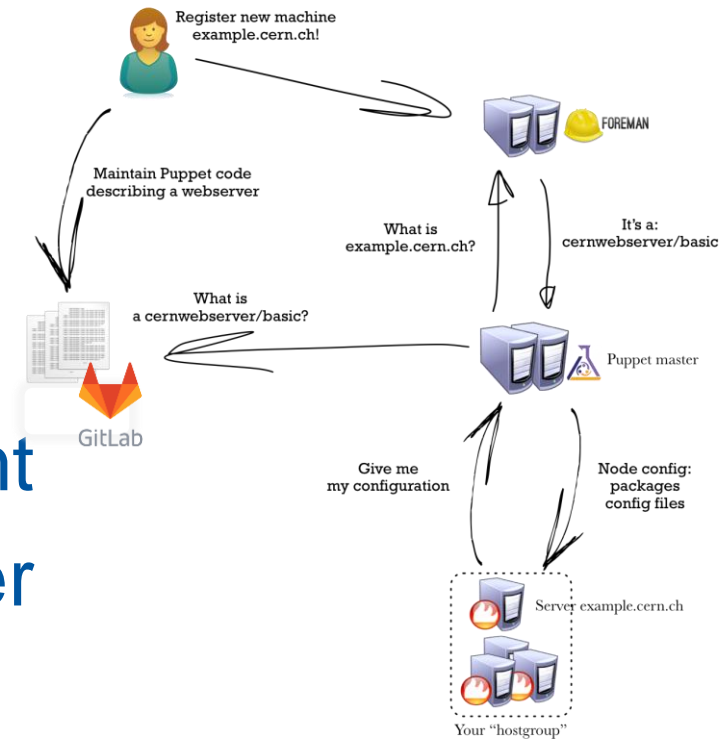 Register new machine
example.cern.ch!
FOREMAN
Maintain Puppet code
describing a webserver
What is
example.cern.ch?
It's a:
cernwebserver/basic
What is
a cernwebserver/basic?
Puppet master
GitLab
Give me
my configuration
Node config:
packages
config files
Server example.cern.ch
Your “hostgroup”